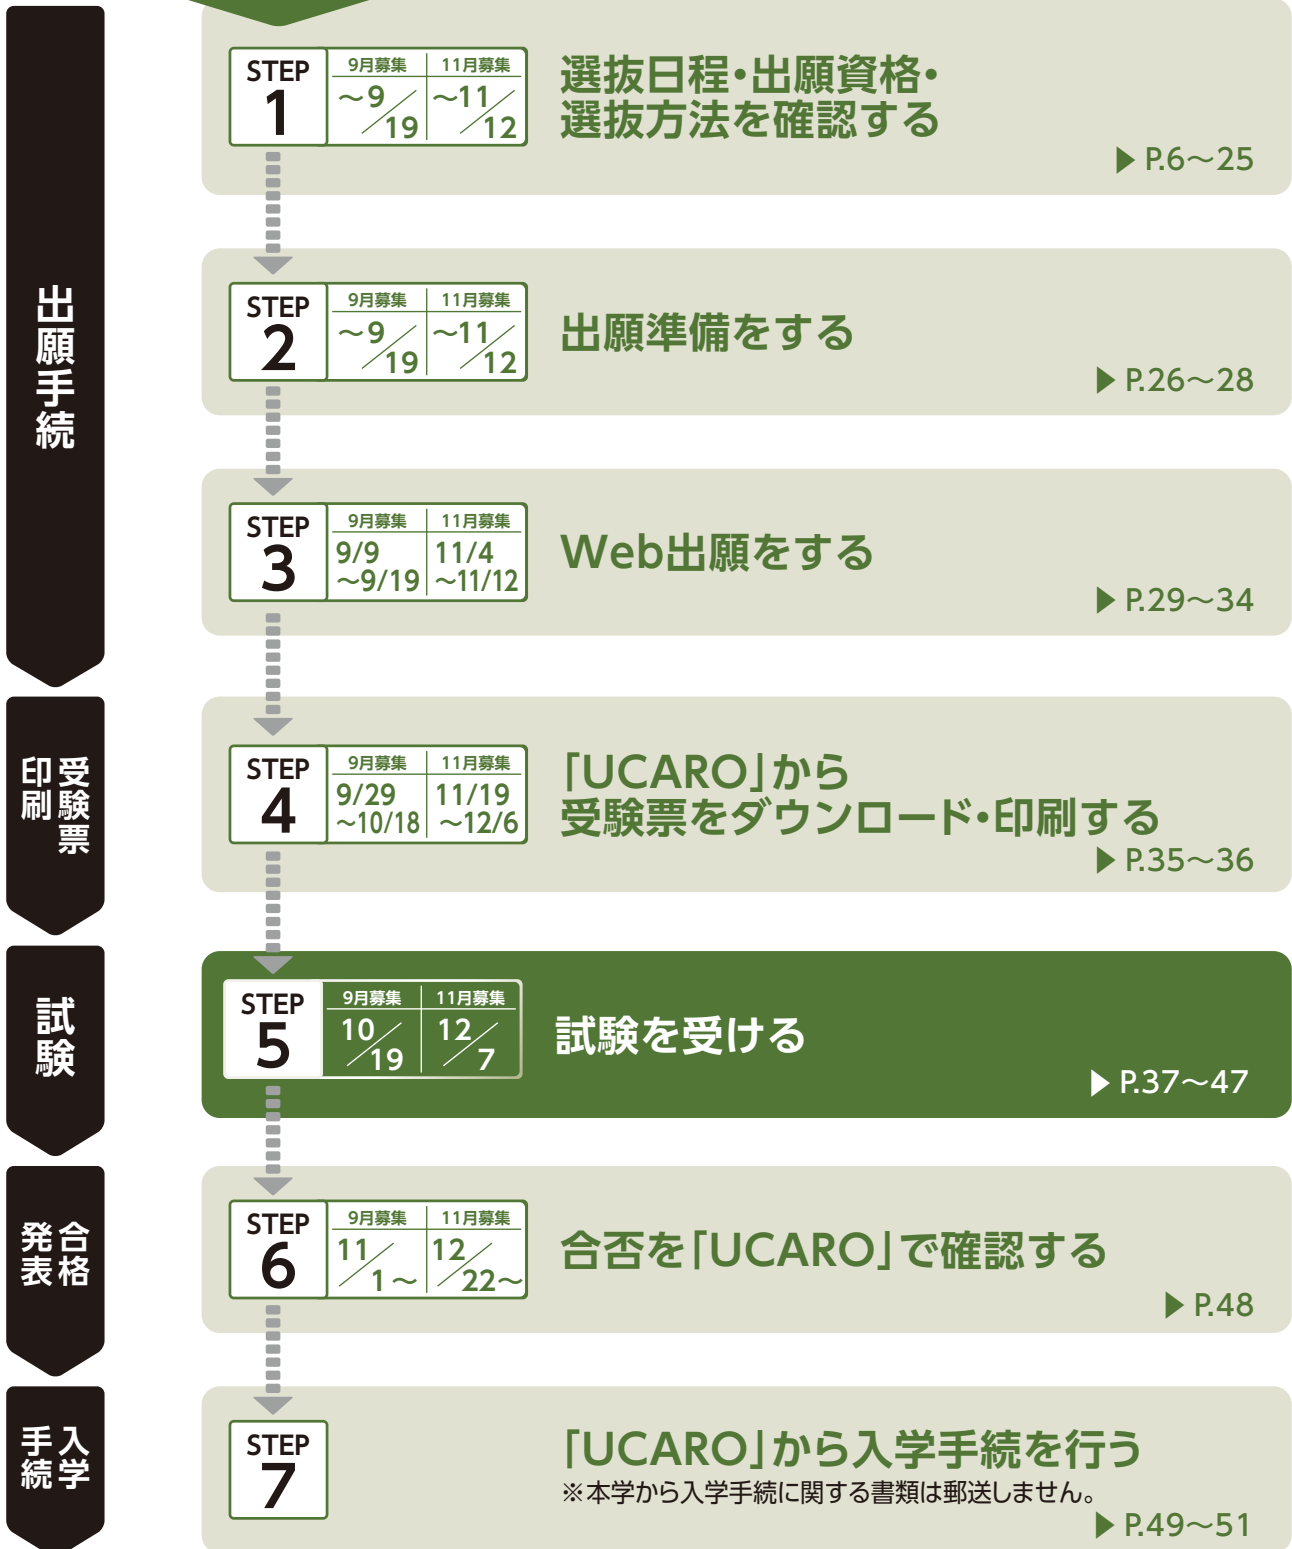 出願手続
STEP
1
9月募集 11月募集
～9/19 ～11/12
選抜日程・出願資格・
選抜方法を確認する
▶ P.6～25
STEP
2
9月募集 11月募集
～9/19 ～11/12
出願準備をする
▶ P.26～28
STEP
3
9月募集 11月募集
9/9 11/4
～9/19 ～11/12
Web出願をする
▶ P.29～34
受験票
印刷
STEP
4
9月募集 11月募集
9/29 11/19
～10/18 ～12/6
「UCARO」から
受験票をダウンロード・印刷する
▶ P.35～36
試験
STEP
5
9月募集 11月募集
10/19 12/7
試験を受ける
▶ P.37～47
合格
発表
STEP
6
9月募集 11月募集
11/1～ 12/22～
合否を「UCARO」で確認する
▶ P.48
入学
手続
STEP
7
「UCARO」から入学手続を行う
※本学から入学手続に関する書類は郵送しません。
▶ P.49～51